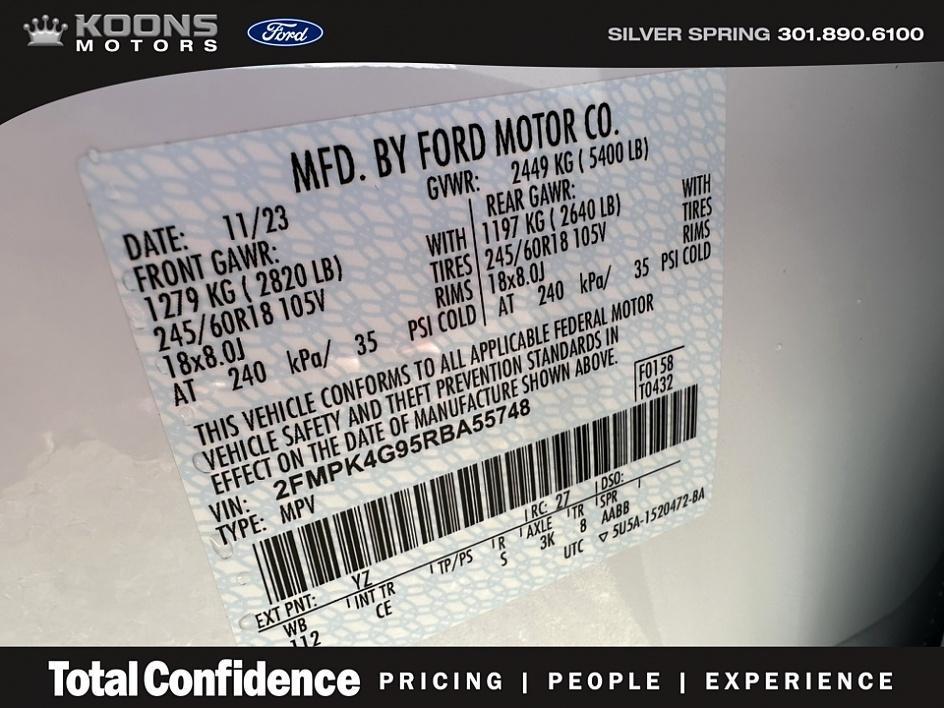 KOONS
MOTORS
Ford
SILVER SPRING 301.890.6100
MFD. BY FORD MOTOR CO.
DATE: 11/23
GVWR: 2449 KG ( 5400 LB)
FRONT GAWR:
1279 KG ( 2820 LB) WITH
245/60R18 105V TIRES
18x8.0J RIMS
AT 240 kPa/ 35 PSI COLD
REAR GAWR: WITH
1197 KG ( 2640 LB) TIRES
245/60R18 105V RIMS
18x8.0J
AT 240 kPa/ 35 PSI COLD
THIS VEHICLE CONFORMS TO ALL APPLICABLE FEDERAL MOTOR
VEHICLE SAFETY AND THEFT PREVENTION STANDARDS IN
EFFECT ON THE DATE OF MANUFACTURE SHOWN ABOVE.
VIN: 2FMPK4G95RBA55748
TYPE: MPV
F0158
T0432
EXT PNT: YZ RC: 27 DSO:
WB INT TR TP/PS R AXLE TR SPR
112 CE S 3K 8 AABB
UTC ▽ 5U5A-1520472-BA
Total Confidence PRICING | PEOPLE | EXPERIENCE